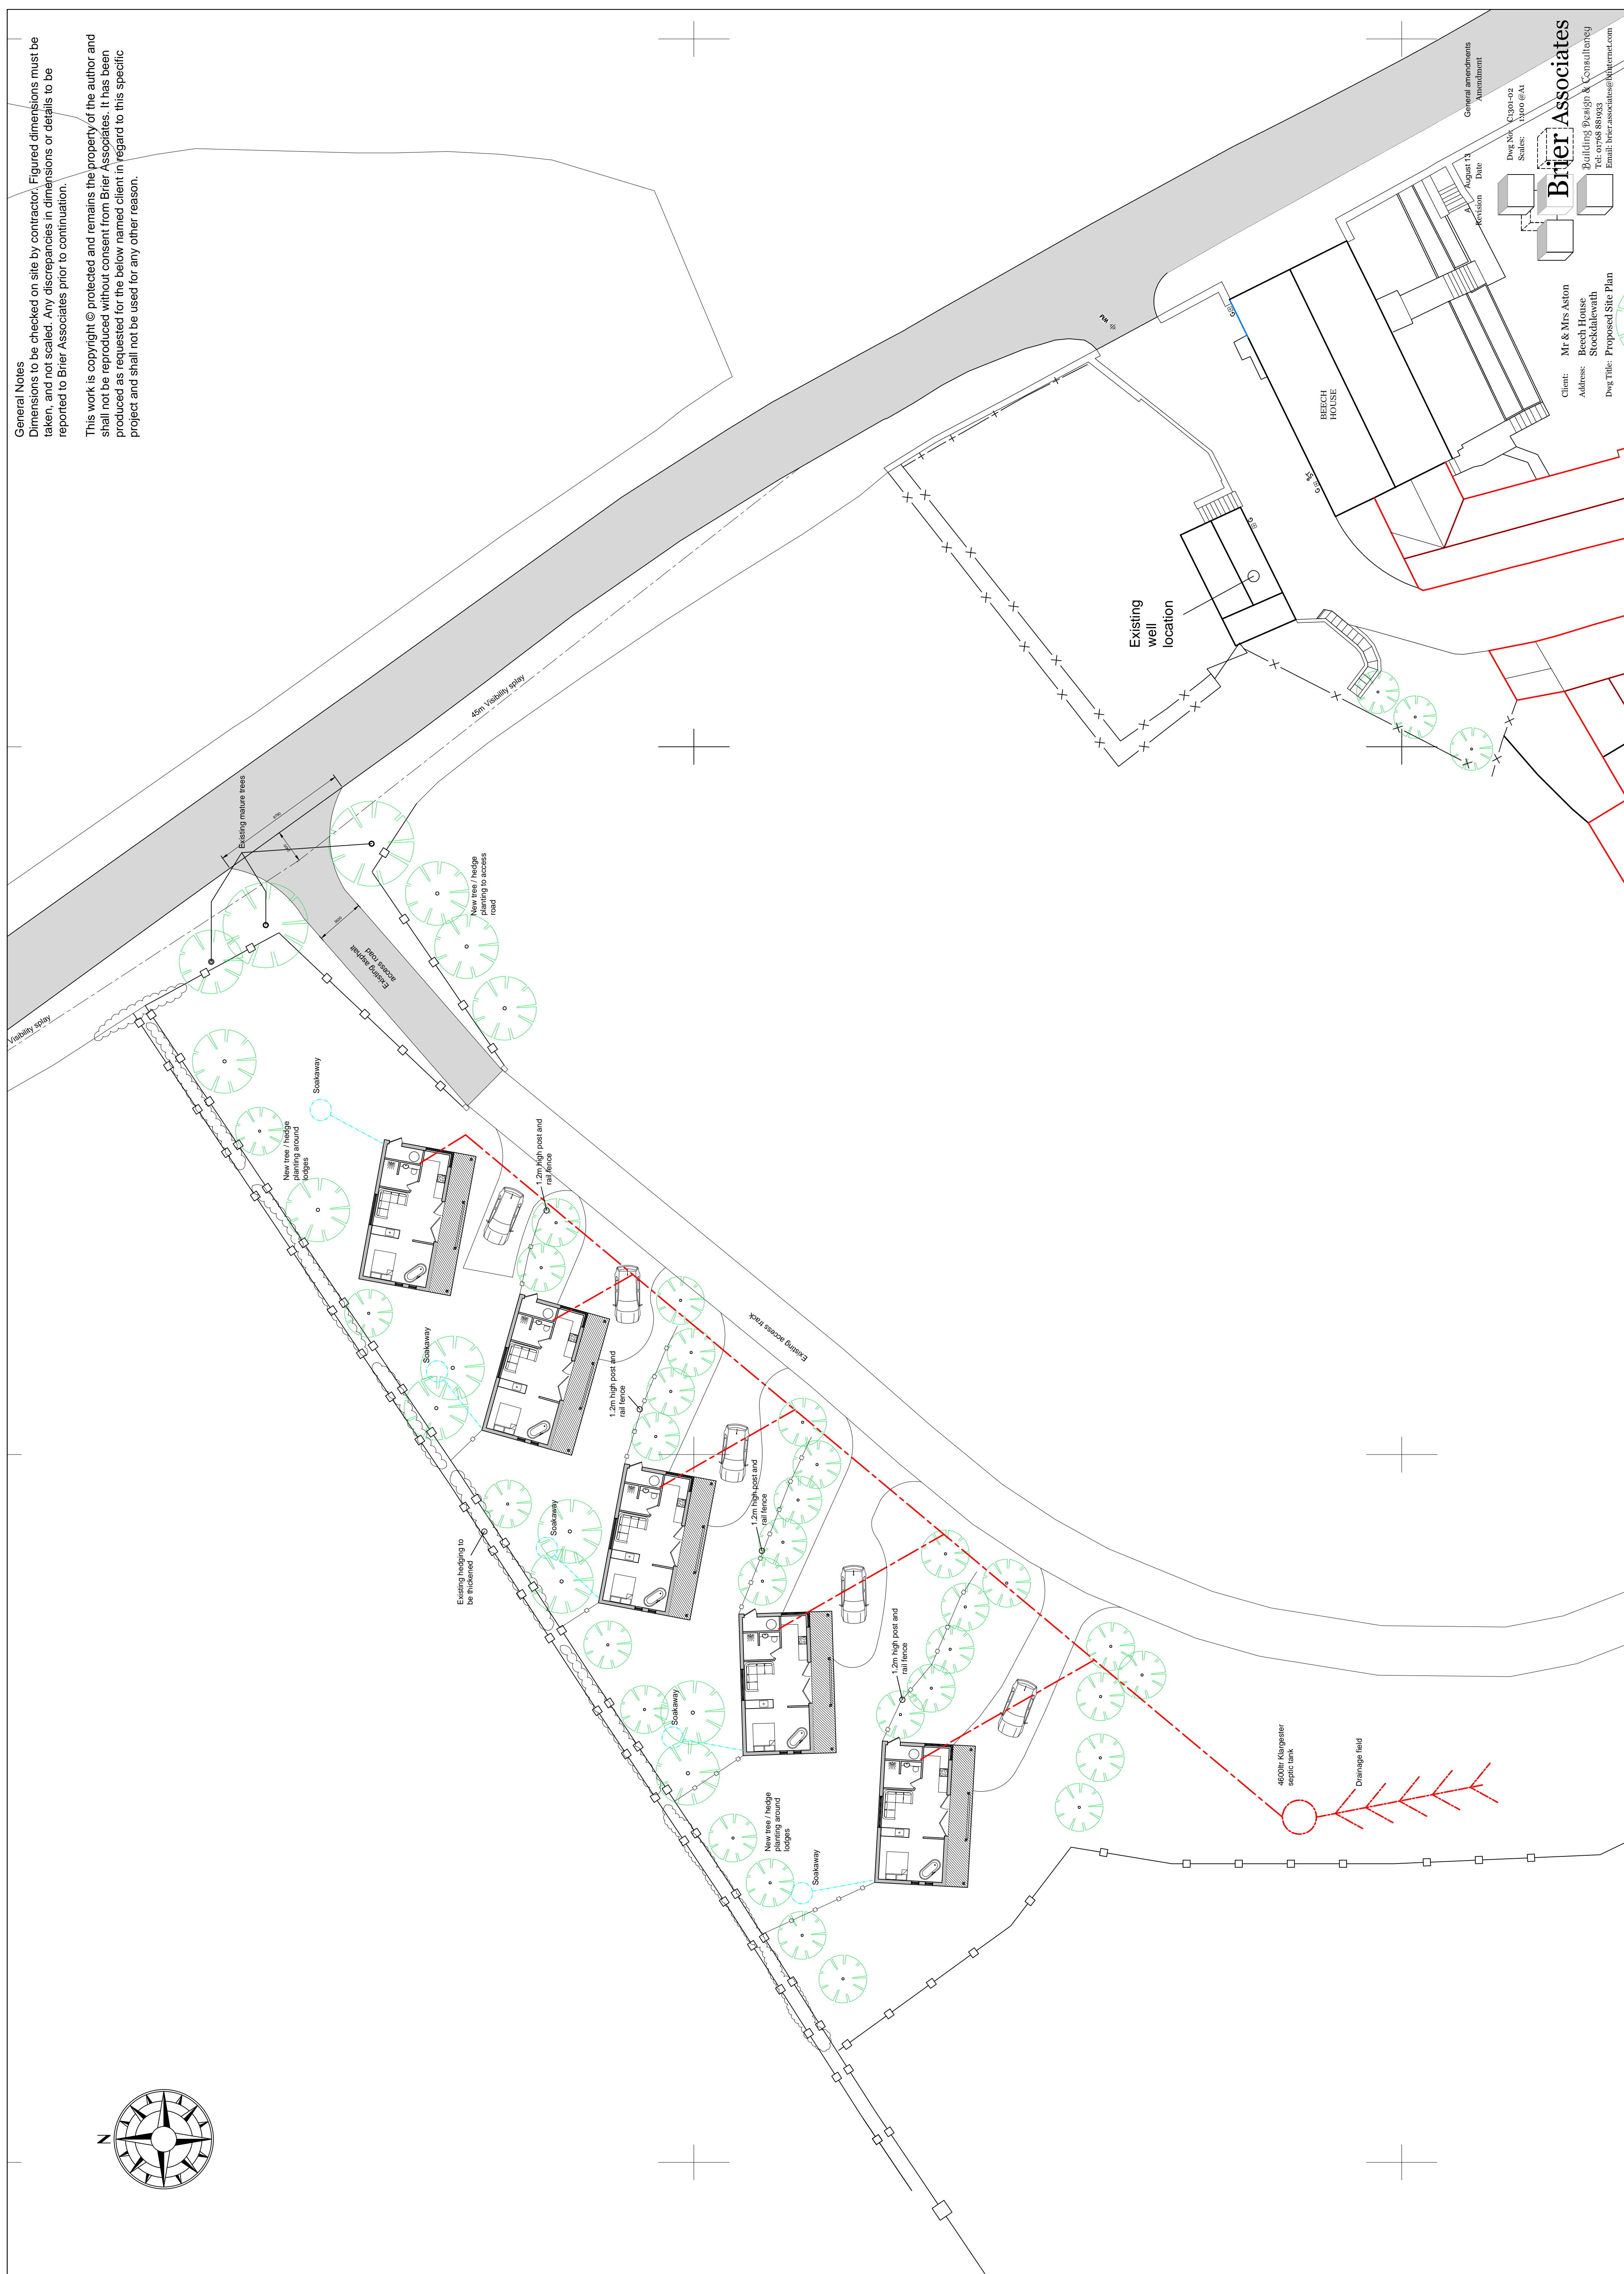 General Notes
Dimensions to be checked on site by contractor. Figured dimensions must be
taken, and not scaled. Any discrepancies in dimensions or details to be
reported to Brier Associates prior to continuation.
This work is copyright © protected and remains the property of the author and
shall not be reproduced without consent from Brier Associates. It has been
produced as requested for the below named client in regard to this specific
project and shall not be used for any other reason.
N
Visibility splay
Existing mature trees
45m Visibility splay
Existing asphalt
access road
New tree / hedge
planting to access
road
Soakaway
New tree / hedge
planting around
lodges
1.2m high post and
rail fence
Soakaway
1.2m high post and
rail fence
Existing access track
Existing hedging to
be thickened
Soakaway
1.2m high post and
rail fence
Soakaway
1.2m high post and
rail fence
New tree / hedge
planting around
lodges
Soakaway
4600ltr Klargester
septic tank
Drainage field
Existing
well
location
WM
G
G
G
BEECH
HOUSE
A
August 13
General amendments
Revision
Date
Amendment
Dwg No: C1301-02
Scales: 1:100 @A1
Brier Associates
Building Design & Consultancy
Tel: 01768 881933
Email: brier.associates@btinternet.com
Client: Mr & Mrs Aston
Address: Beech House
Stockdalewath
Dwg Title: Proposed Site Plan